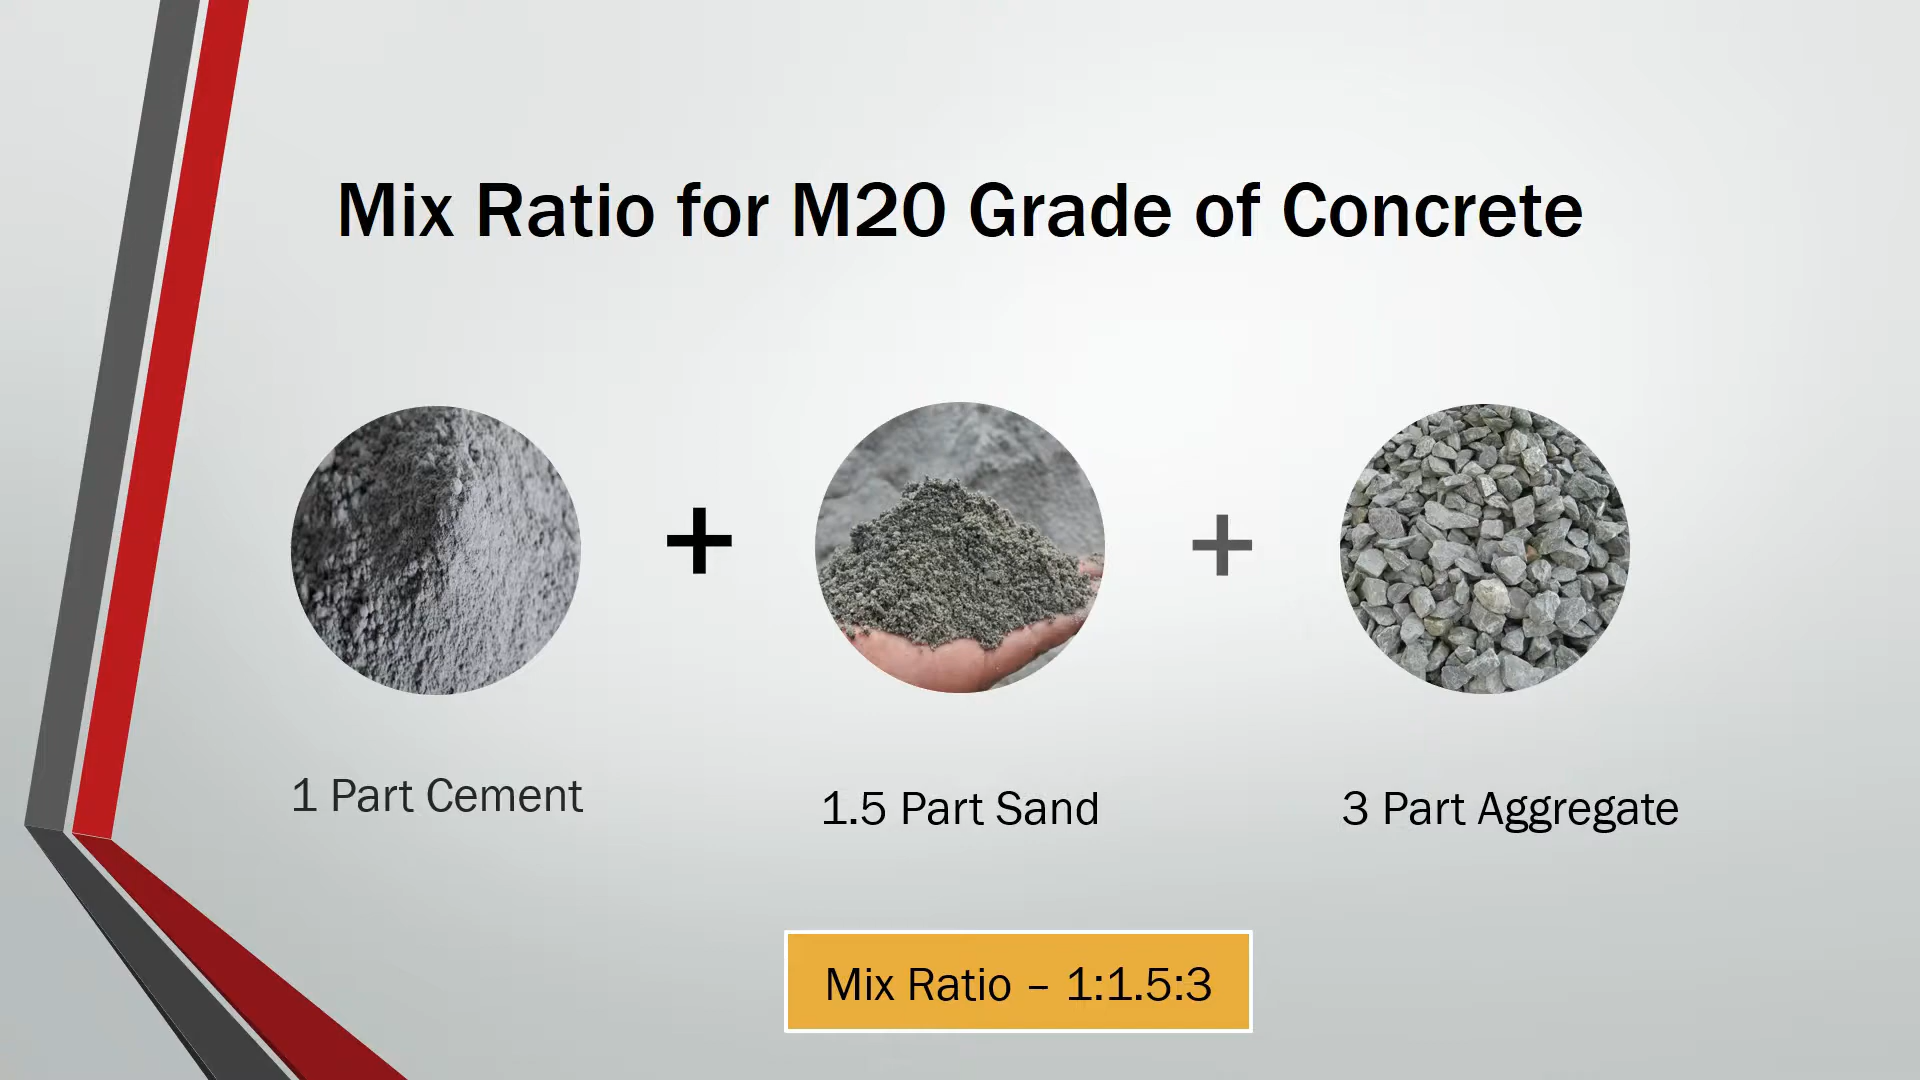 Mix Ratio for M20 Grade of Concrete
+
+
1 Part Cement
1.5 Part Sand
3 Part Aggregate
Mix Ratio – 1:1.5:3